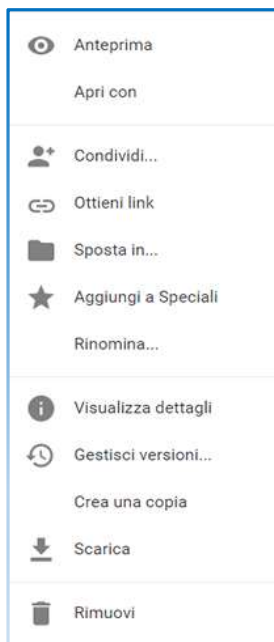 Anteprima
Apri con
Condividi...
Ottieni link
Sposta in...
Aggiungi a Speciali
Rinomina...
Visualizza dettagli
Gestisci versioni...
Crea una copia
Scarica
Rimuovi